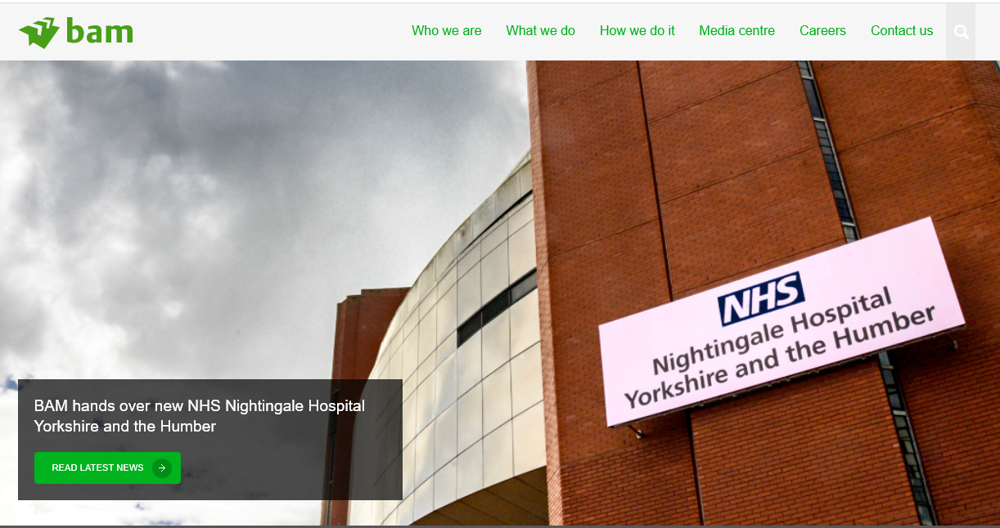 bam
Who we are
What we do
How we do it
Media centre
Careers
Contact us
NHS
Nightingale Hospital
Yorkshire and the Humber
BAM hands over new NHS Nightingale Hospital
Yorkshire and the Humber
READ LATEST NEWS